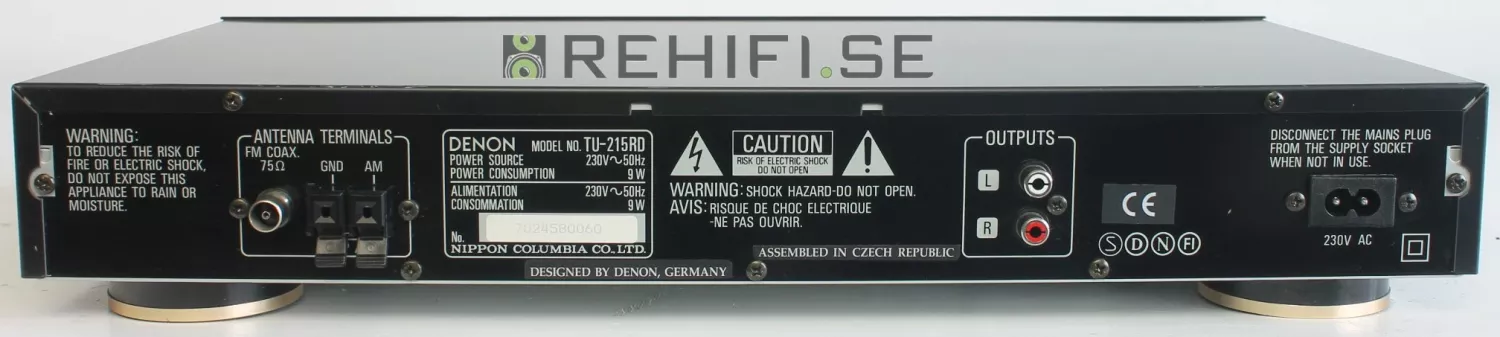 REHIFI.SE
WARNING:
TO REDUCE THE RISK OF
FIRE OR ELECTRIC SHOCK,
DO NOT EXPOSE THIS
APPLIANCE TO RAIN OR
MOISTURE.
ANTENNA TERMINALS
FM COAX.
75Ω
GND
AM
DENON MODEL NO. TU-215RD
POWER SOURCE 230V~50Hz
POWER CONSUMPTION 9W
ALIMENTATION 230V~50Hz
CONSOMMATION 9W
No. 7024580060
NIPPON COLUMBIA CO., LTD.
DESIGNED BY DENON, GERMANY
CAUTION
RISK OF ELECTRIC SHOCK
DO NOT OPEN
WARNING: SHOCK HAZARD-DO NOT OPEN.
AVIS: RISQUE DE CHOC ELECTRIQUE
-NE PAS OUVRIR.
ASSEMBLED IN CZECH REPUBLIC
OUTPUTS
L
R
CE
S D N FI
DISCONNECT THE MAINS PLUG
FROM THE SUPPLY SOCKET
WHEN NOT IN USE.
230V AC